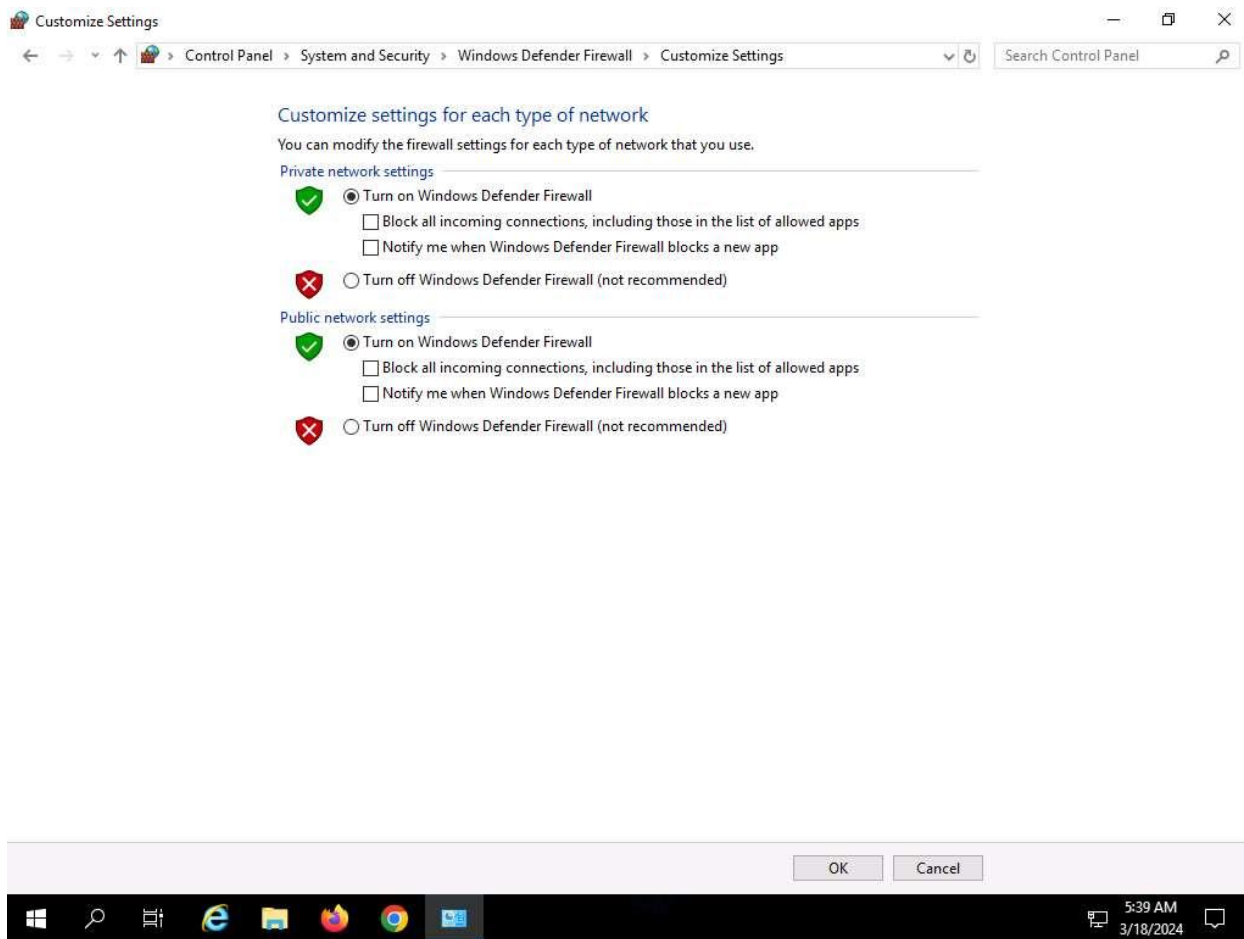 Customize Settings
Control Panel > System and Security > Windows Defender Firewall > Customize Settings
Search Control Panel
Customize settings for each type of network
You can modify the firewall settings for each type of network that you use.
Private network settings
Turn on Windows Defender Firewall
Block all incoming connections, including those in the list of allowed apps
Notify me when Windows Defender Firewall blocks a new app
Turn off Windows Defender Firewall (not recommended)
Public network settings
Turn on Windows Defender Firewall
Block all incoming connections, including those in the list of allowed apps
Notify me when Windows Defender Firewall blocks a new app
Turn off Windows Defender Firewall (not recommended)
OK Cancel
5:39 AM
3/18/2024